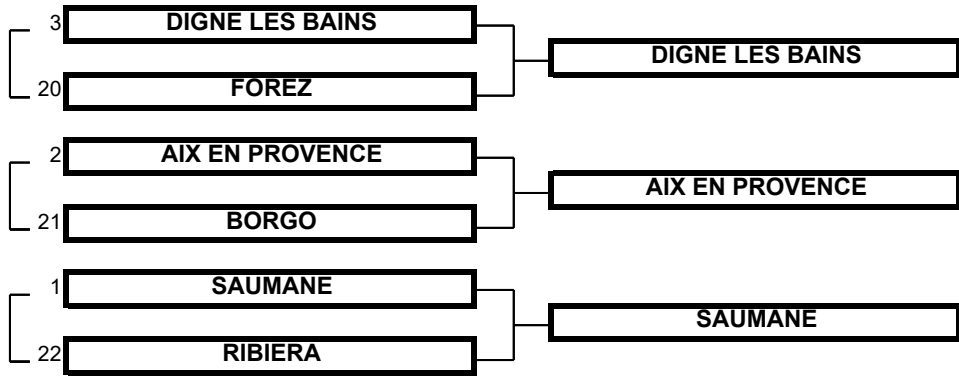 3 DIGNE LES BAINS
DIGNE LES BAINS
20 FOREZ
2 AIX EN PROVENCE
AIX EN PROVENCE
21 BORGO
1 SAUMANE
SAUMANE
22 RIBIERA